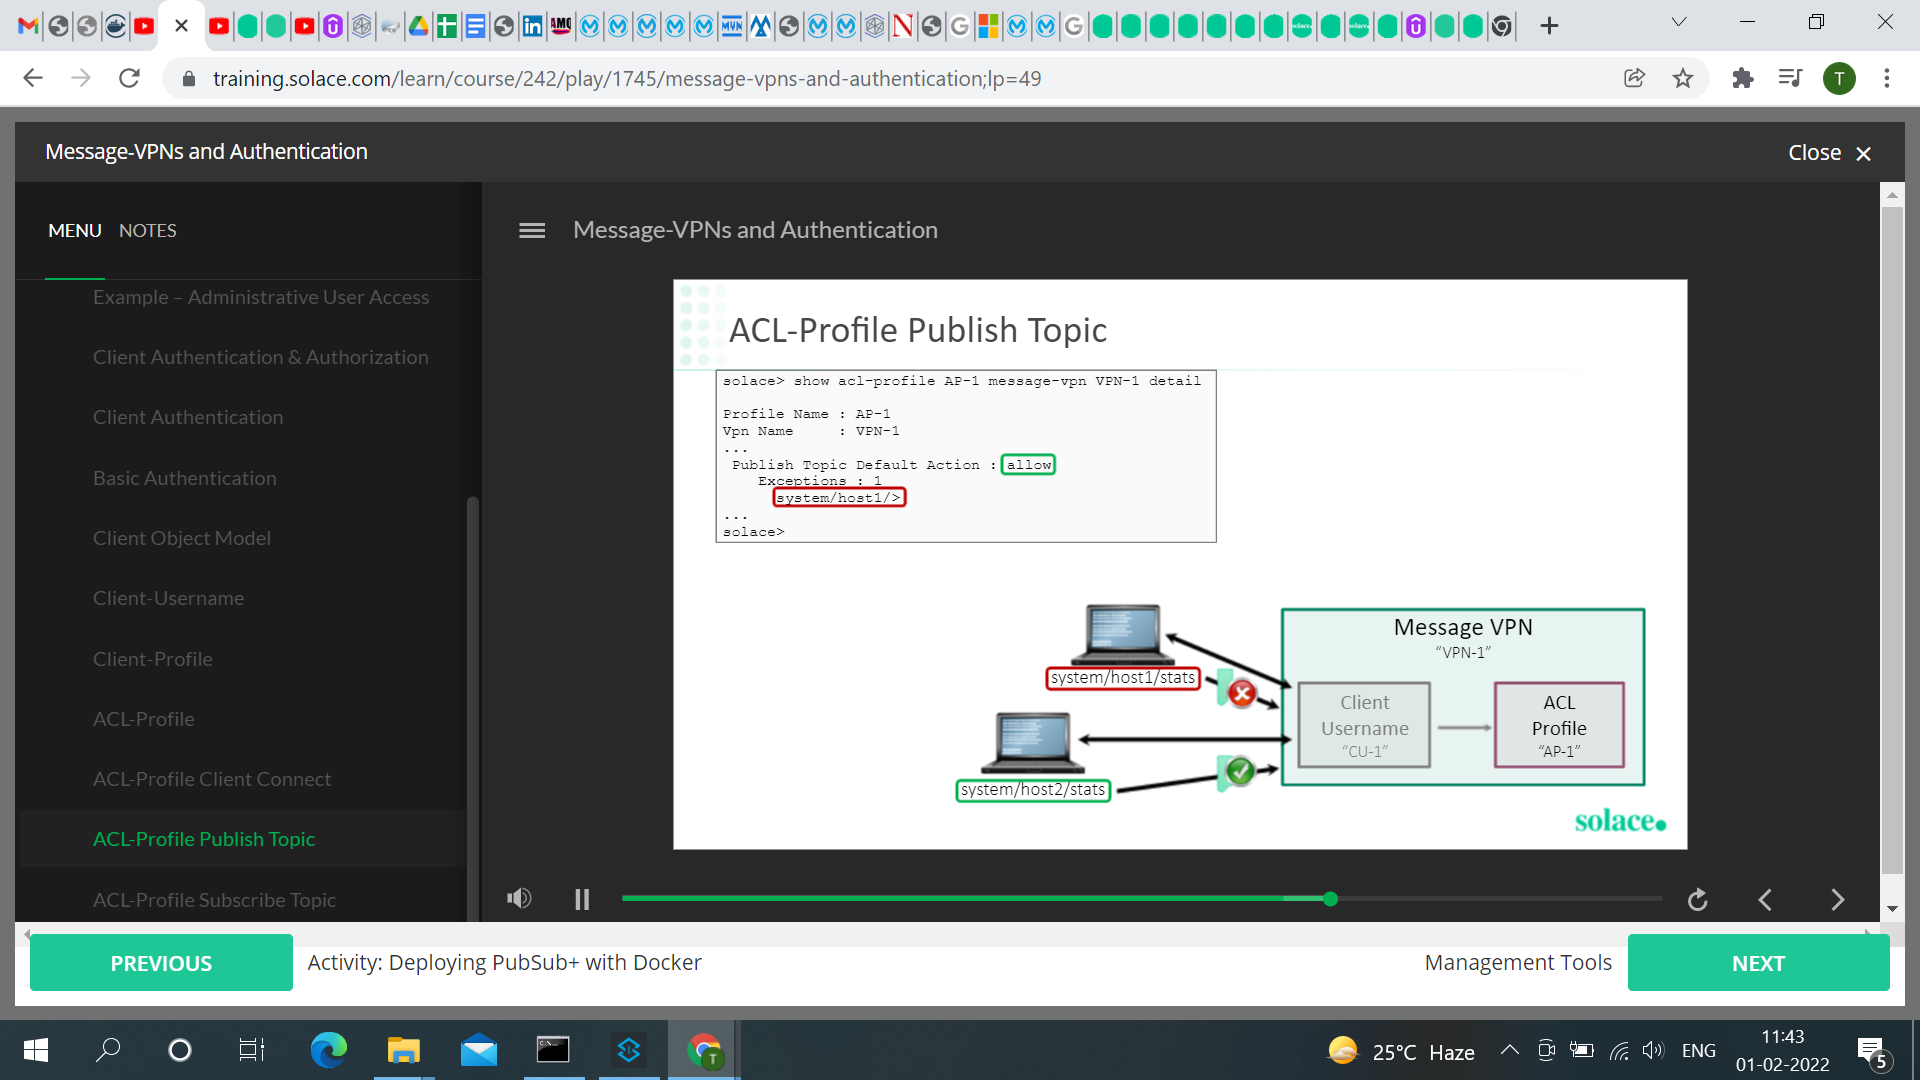 training.solace.com/learn/course/242/play/1745/message-vpns-and-authentication;lp=49
T
Message-VPNs and Authentication
Close
MENU NOTES
Message-VPNs and Authentication
Example – Administrative User Access
Client Authentication & Authorization
Client Authentication
Basic Authentication
Client Object Model
Client-Username
Client-Profile
ACL-Profile
ACL-Profile Client Connect
ACL-Profile Publish Topic
ACL-Profile Subscribe Topic
ACL-Profile Publish Topic
solace> show acl-profile AP-1 message-vpn VPN-1 detail
Profile Name : AP-1
Vpn Name : VPN-1
...
Publish Topic Default Action : allow
Exceptions : 1
system/host1/>
...
solace>
system/host1/stats
system/host2/stats
Message VPN
“VPN-1”
Client
Username
“CU-1”
ACL
Profile
“AP-1”
solace
PREVIOUS
Activity: Deploying PubSub+ with Docker
Management Tools
NEXT
25°C Haze
ENG
11:43
01-02-2022
5
T